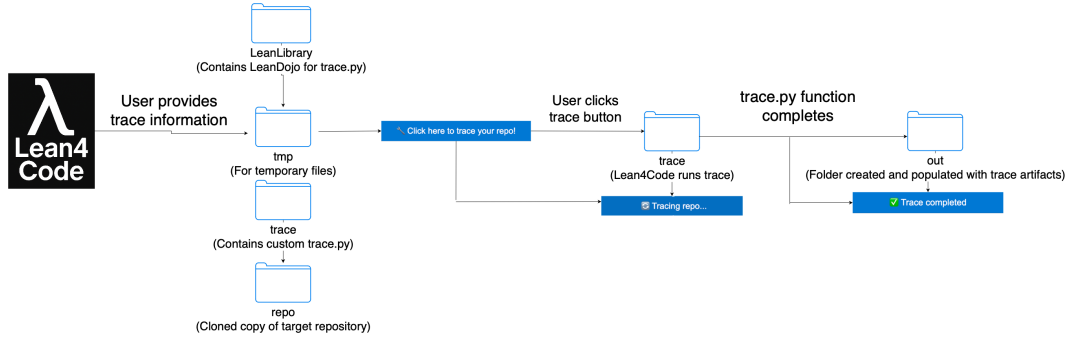 LeanLibrary
(Contains LeanDojo for trace.py)
λ
Lean4
Code
User provides
trace information
tmp
(For temporary files)
trace
(Contains custom trace.py)
repo
(Cloned copy of target repository)
Click here to trace your repo!
User clicks
trace button
trace
(Lean4Code runs trace)
Tracing repo...
trace.py function
completes
out
(Folder created and populated with trace artifacts)
Trace completed